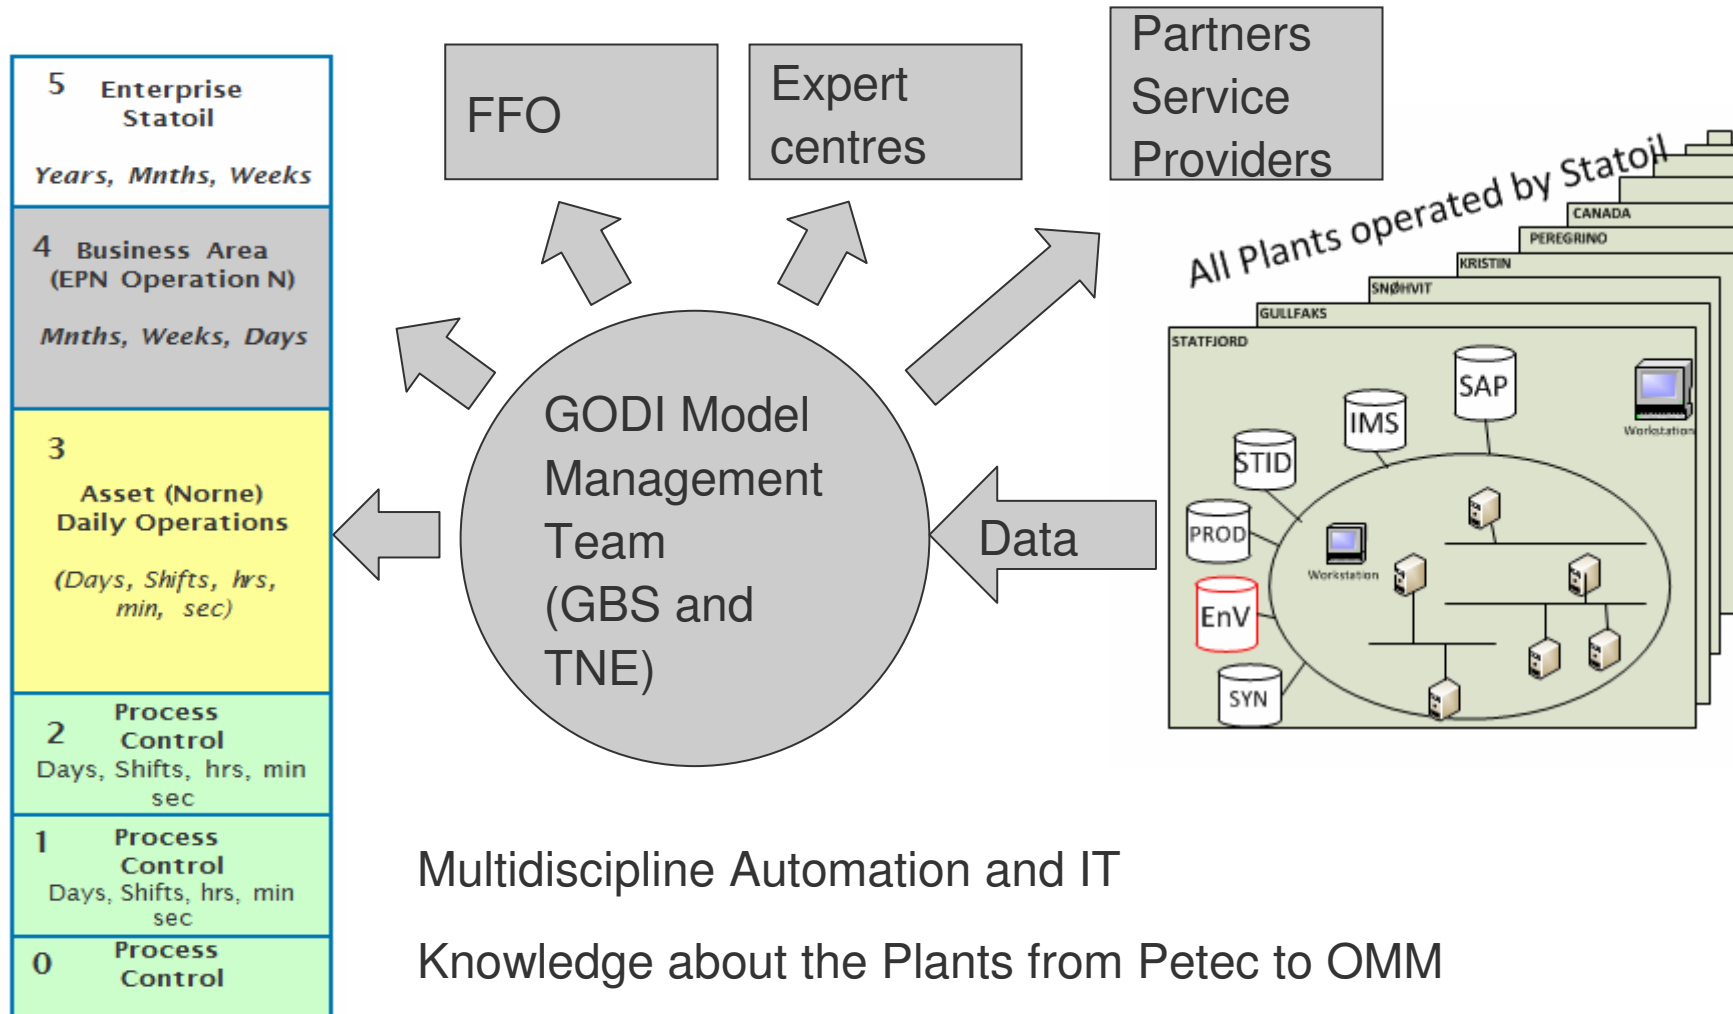 5 Enterprise
Statoil
Years, Mnths, Weeks
4 Business Area
(EPN Operation N)
Mnths, Weeks, Days
3
Asset (Norne)
Daily Operations
(Days, Shifts, hrs,
min, sec)
Process
2 Control
Days, Shifts, hrs, min
sec
1 Process
Control
Days, Shifts, hrs, min
sec
Process
0 Control
FFO
Expert
centres
Partners
Service
Providers
GODI Model
Management
Team
(GBS and
TNE)
Data
All Plants operated by Statoil
CANADA
PEREGRINO
KRISTIN
SNØHVIT
GULLFAKS
STATFJORD
SAP
IMS
STID
PROD
EnV
SYN
Workstation
Workstation
Multidiscipline Automation and IT
Knowledge about the Plants from Petec to OMM